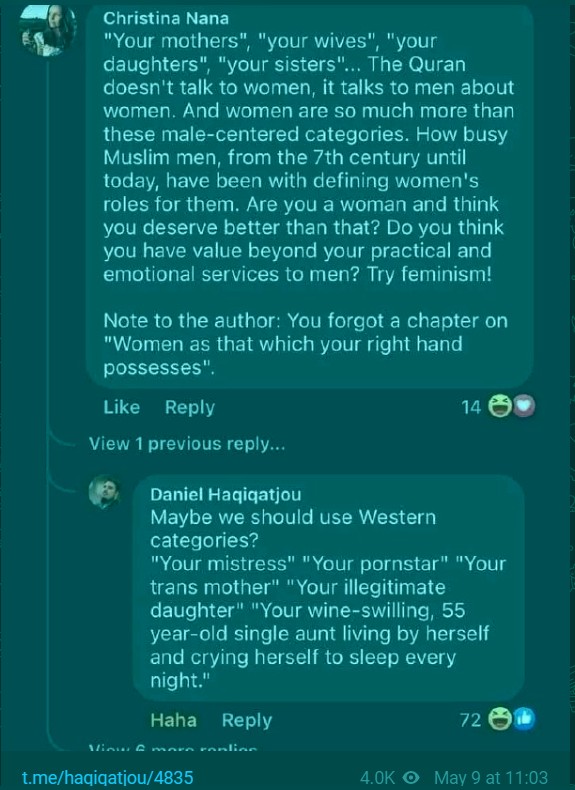 Christina Nana
"Your mothers", "your wives", "your
daughters", "your sisters"... The Quran
doesn't talk to women, it talks to men about
women. And women are so much more than
these male-centered categories. How busy
Muslim men, from the 7th century until
today, have been with defining women's
roles for them. Are you a woman and think
you deserve better than that? Do you think
you have value beyond your practical and
emotional services to men? Try feminism!
Note to the author: You forgot a chapter on
"Women as that which your right hand
possesses".
Like Reply 14
View 1 previous reply...
Daniel Haqiqatjou
Maybe we should use Western
categories?
"Your mistress" "Your pornstar" "Your
trans mother" "Your illegitimate
daughter" "Your wine-swilling, 55
year-old single aunt living by herself
and crying herself to sleep every
night."
Haha Reply 72
View 6 more replies
t.me/haqiqatjou/4835 4.0K May 9 at 11:03